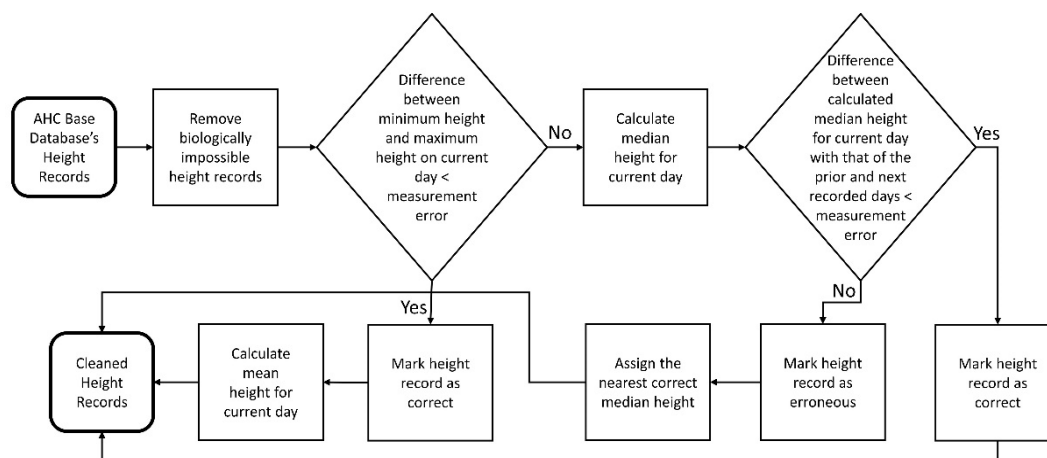 AHC Base
Database's
Height
Records
Remove
biologically
impossible
height records
Difference
between
minimum height
and maximum
height on current
day <
measurement
error
No
Calculate
median
height for
current day
Difference
between
calculated
median height
for current day
with that of the
prior and next
recorded days <
measurement
error
Yes
Yes
No
Cleaned
Height
Records
Calculate
mean
height for
current day
Mark height
record as
correct
Assign the
nearest correct
median height
Mark height
record as
erroneous
Mark height
record as
correct